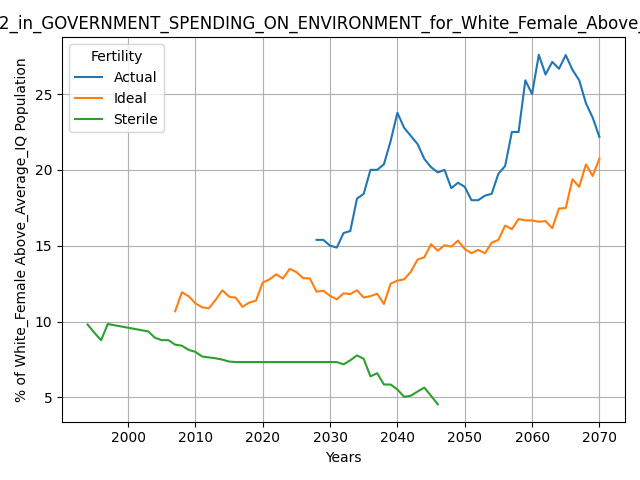 2_in_GOVERNMENT_SPENDING_ON_ENVIRONMENT_for_White_Female_Above_
Fertility
Actual
Ideal
Sterile
% of White_Female Above_Average_IQ Population
25
20
15
10
5
2000 2010 2020 2030 2040 2050 2060 2070
Years